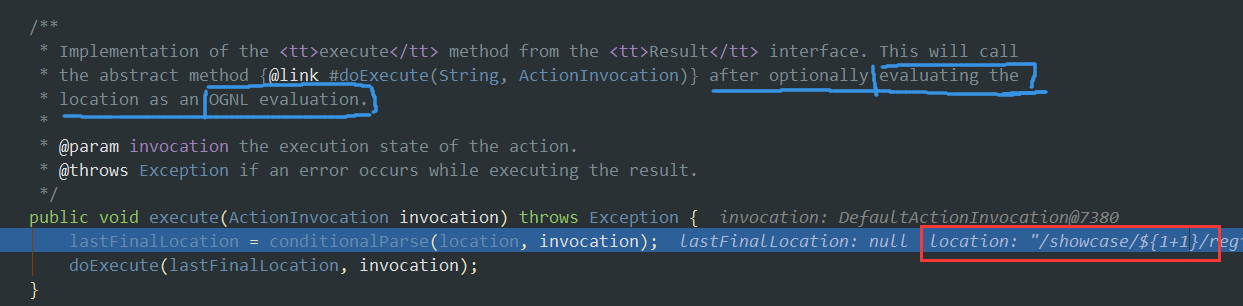 /**
* Implementation of the <tt>execute</tt> method from the <tt>Result</tt> interface. This will call
* the abstract method {@link #doExecute(String, ActionInvocation)} after optionally evaluating the
* location as an OGNL evaluation.
*
* @param invocation the execution state of the action.
* @throws Exception if an error occurs while executing the result.
*/
public void execute(ActionInvocation invocation) throws Exception {  invocation: DefaultActionInvocation@7380
lastFinalLocation = conditionalParse(location, invocation);  lastFinalLocation: null  location: "/showcase/${1+1}/reg
doExecute(lastFinalLocation, invocation);
}